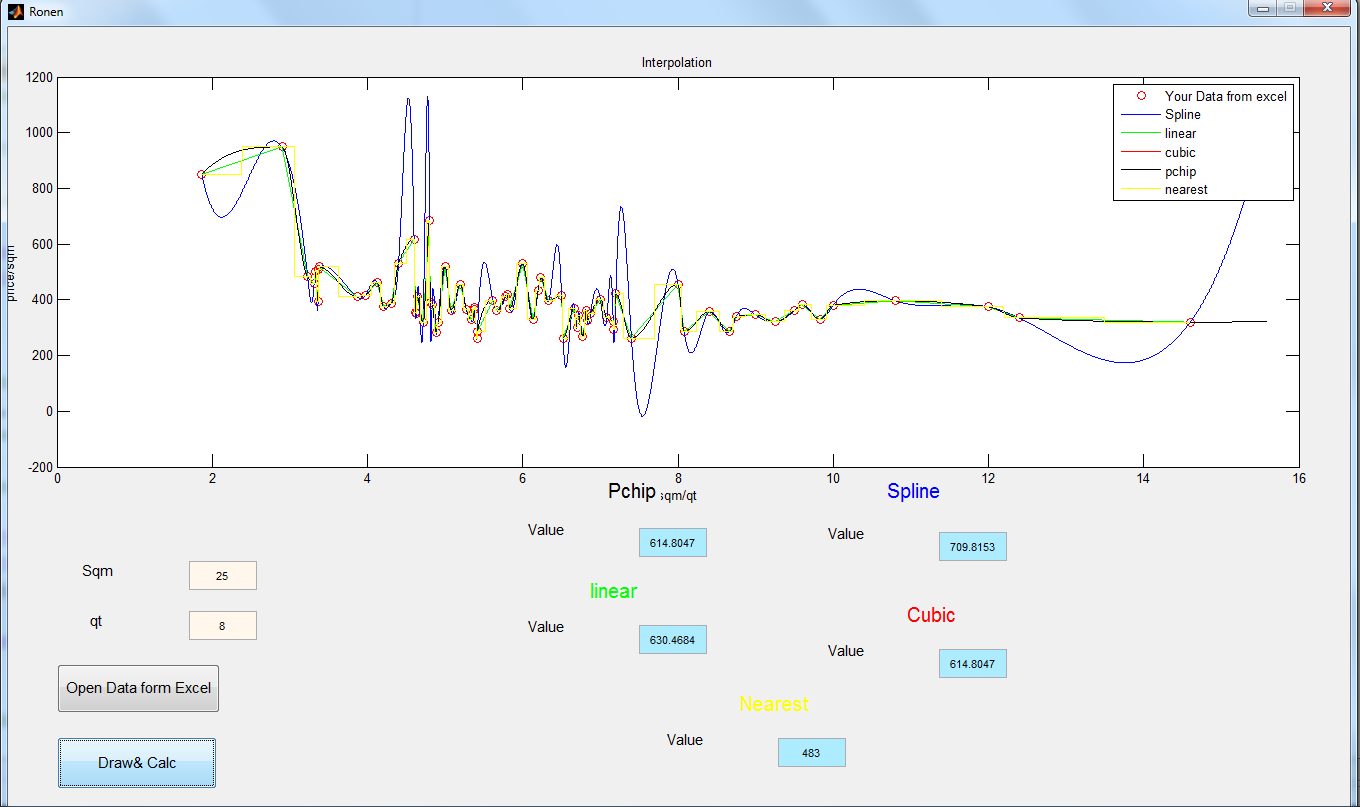 Ronen
Interpolation
1200
1000
800
600
400
200
0
-200
price/sqm
0 2 4 6 8 10 12 14 16
Your Data from excel
Spline
linear
cubic
pchip
nearest
Pchip sqm/qt Spline
Value 614.8047
Value 709.8153
Sqm 25
linear
qt 8
Value 630.4684
Cubic
Value 614.8047
Open Data form Excel
Nearest
Value 483
Draw& Calc